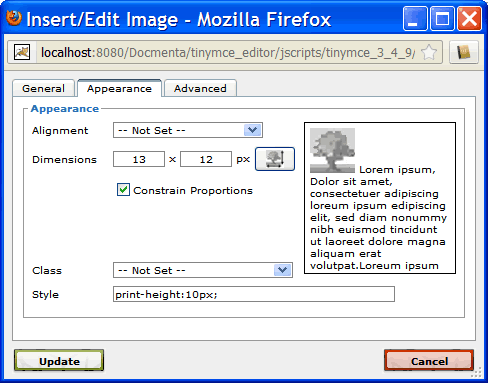 Insert/Edit Image - Mozilla Firefox
localhost:8080/Docmenta/tinymce_editor/jscripts/tinymce_3_4_9/
General Appearance Advanced
Appearance
Alignment -- Not Set --
Dimensions 13 x 12 px
Constrain Proportions
Lorem ipsum,
Dolor sit amet,
consectetuer adipiscing
loreum ipsum edipiscing
elit, sed diam nonummy
nibh euismod tincidunt
ut laoreet dolore magna
aliquam erat
volutpat.Loreum ipsum
Class -- Not Set --
Style print-height:10px;
Update Cancel